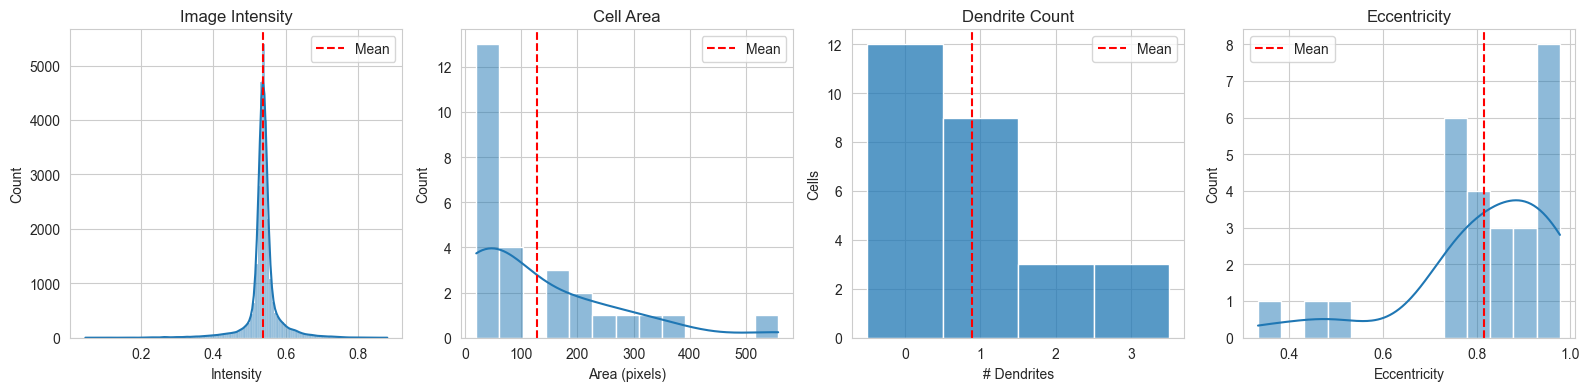 Image Intensity
Mean
5000
4000
3000
2000
1000
0
Count
0.2 0.4 0.6 0.8
Intensity
Cell Area
Mean
12
10
8
6
4
2
0
Count
0 100 200 300 400 500
Area (pixels)
Dendrite Count
Mean
12
10
8
6
4
2
0
Cells
0 1 2 3
# Dendrites
Eccentricity
Mean
8
7
6
5
4
3
2
1
0
Count
0.4 0.6 0.8 1.0
Eccentricity